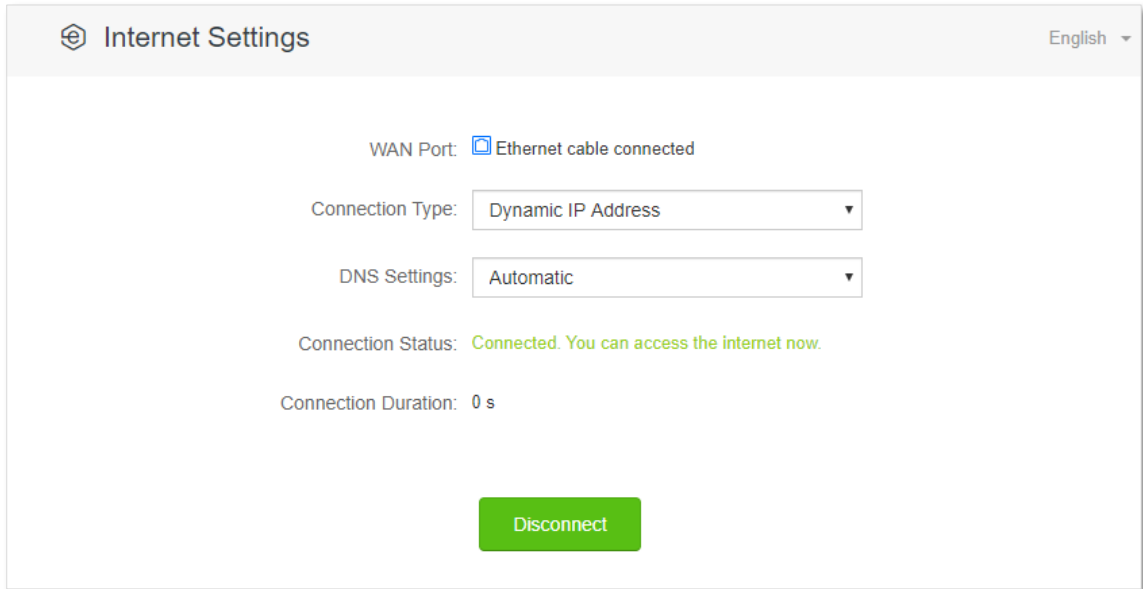 Internet Settings
English
WAN Port: Ethernet cable connected
Connection Type: Dynamic IP Address
DNS Settings: Automatic
Connection Status: Connected. You can access the internet now.
Connection Duration: 0 s
Disconnect